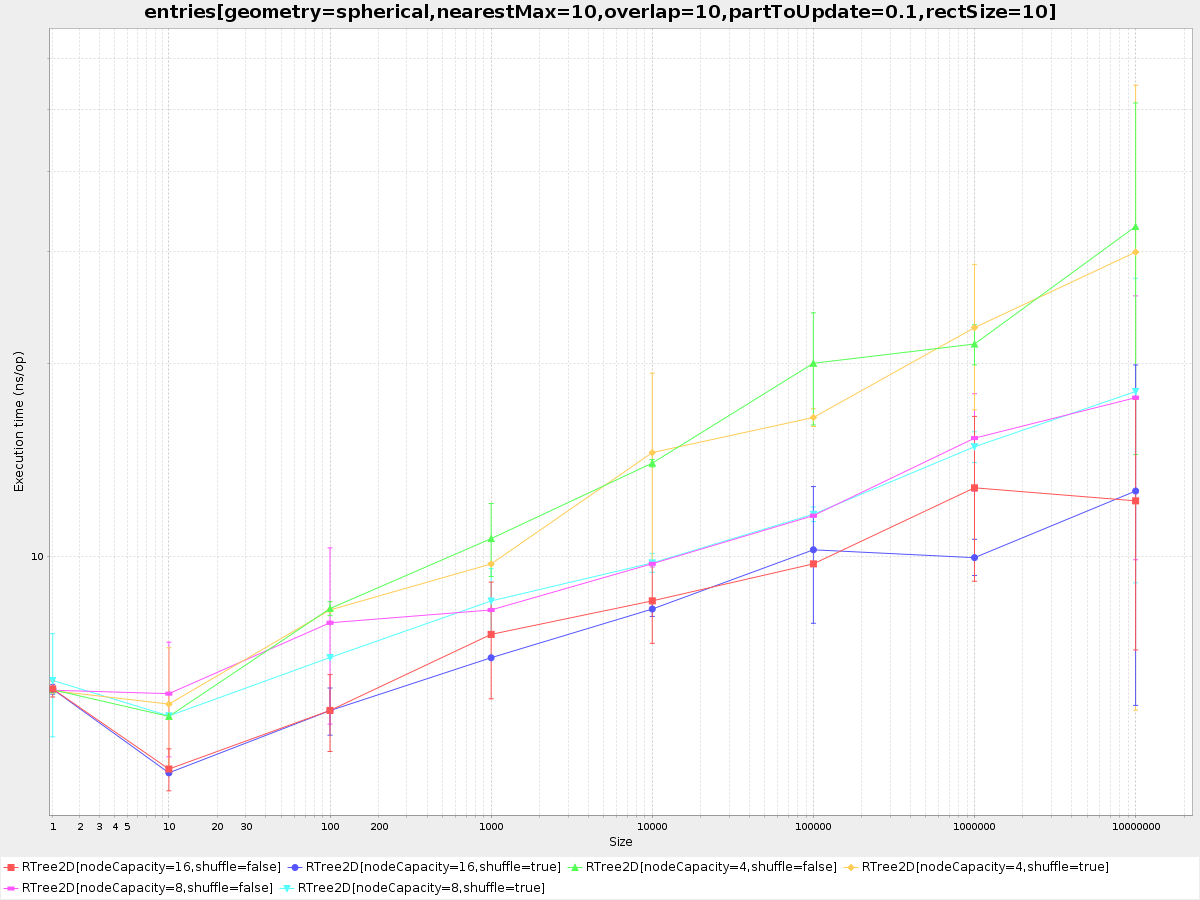 entries[geometry=spherical,nearestMax=10,overlap=10,partToUpdate=0.1,rectSize=10]
Execution time (ns/op)
10
1 2 3 4 5 10 20 30 100 200 1000 10000 100000 1000000 10000000
Size
RTree2D[nodeCapacity=16,shuffle=false] RTree2D[nodeCapacity=16,shuffle=true] RTree2D[nodeCapacity=4,shuffle=false] RTree2D[nodeCapacity=4,shuffle=true]
RTree2D[nodeCapacity=8,shuffle=false] RTree2D[nodeCapacity=8,shuffle=true]